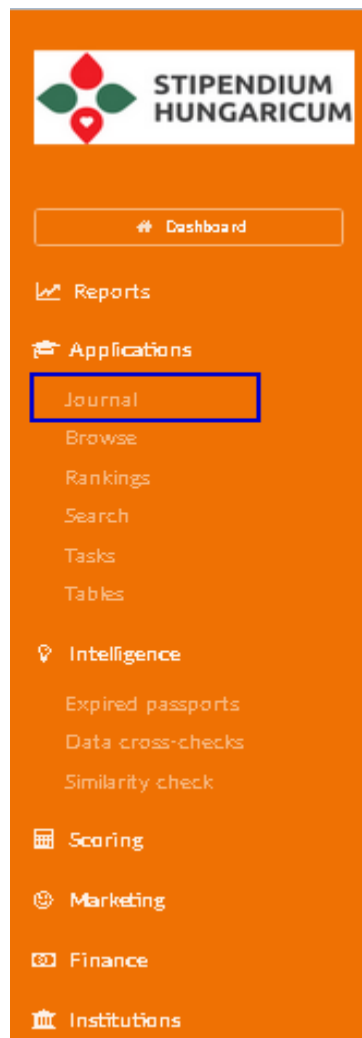 STIPENDIUM
HUNGARICUM
Dashboard
Reports
Applications
Journal
Browse
Rankings
Search
Tasks
Tables
Intelligence
Expired passports
Data cross-checks
Similarity check
Scoring
Marketing
Finance
Institutions